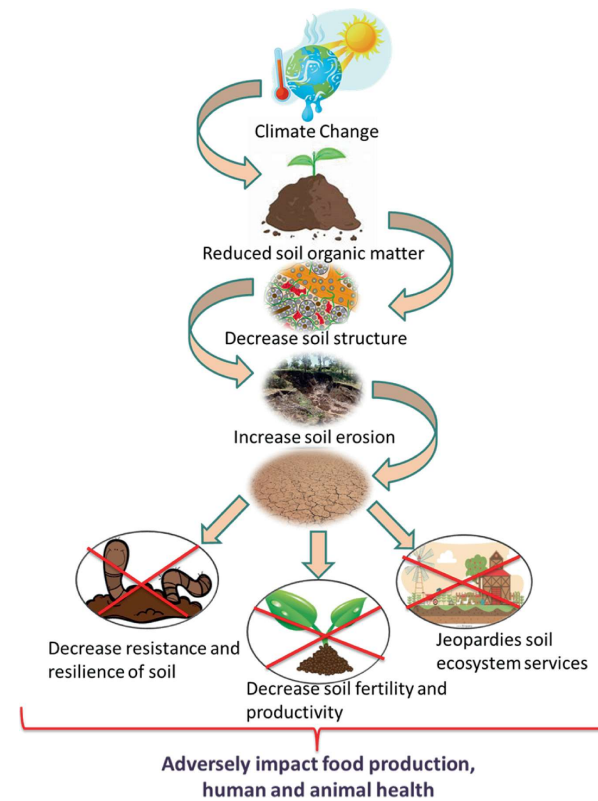 Climate Change
Reduced soil organic matter
Decrease soil structure
Increase soil erosion
Decrease resistance and
resilience of soil
Decrease soil fertility and
productivity
Jeopardies soil
ecosystem services
Adversely impact food production,
human and animal health